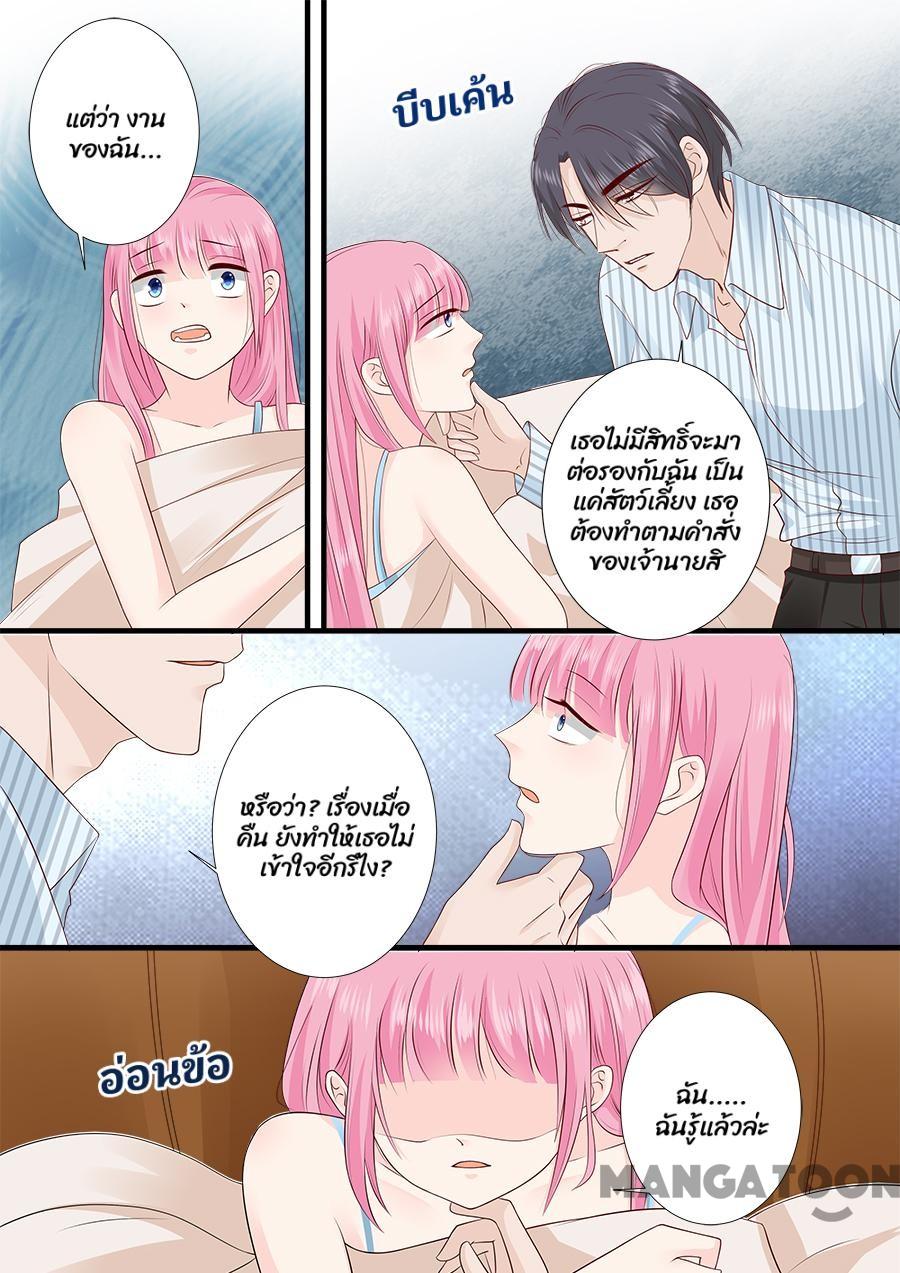 แต่ว่า งาน
ของฉัน...
บีบเค้น
เธอไม่มีสิทธิ์จะมา
ต่อรองกับฉัน เป็น
แค่สัตว์เลี้ยง เธอ
ต้องทำตามคำสั่ง
ของเจ้านายสิ
หรือว่า? เรื่องเมื่อ
คืน ยังทำให้เธอไม่
เข้าใจอีกรึไง?
อ่อนข้อ
ฉัน.....
ฉันรู้แล้วล่ะ
MANGATOON